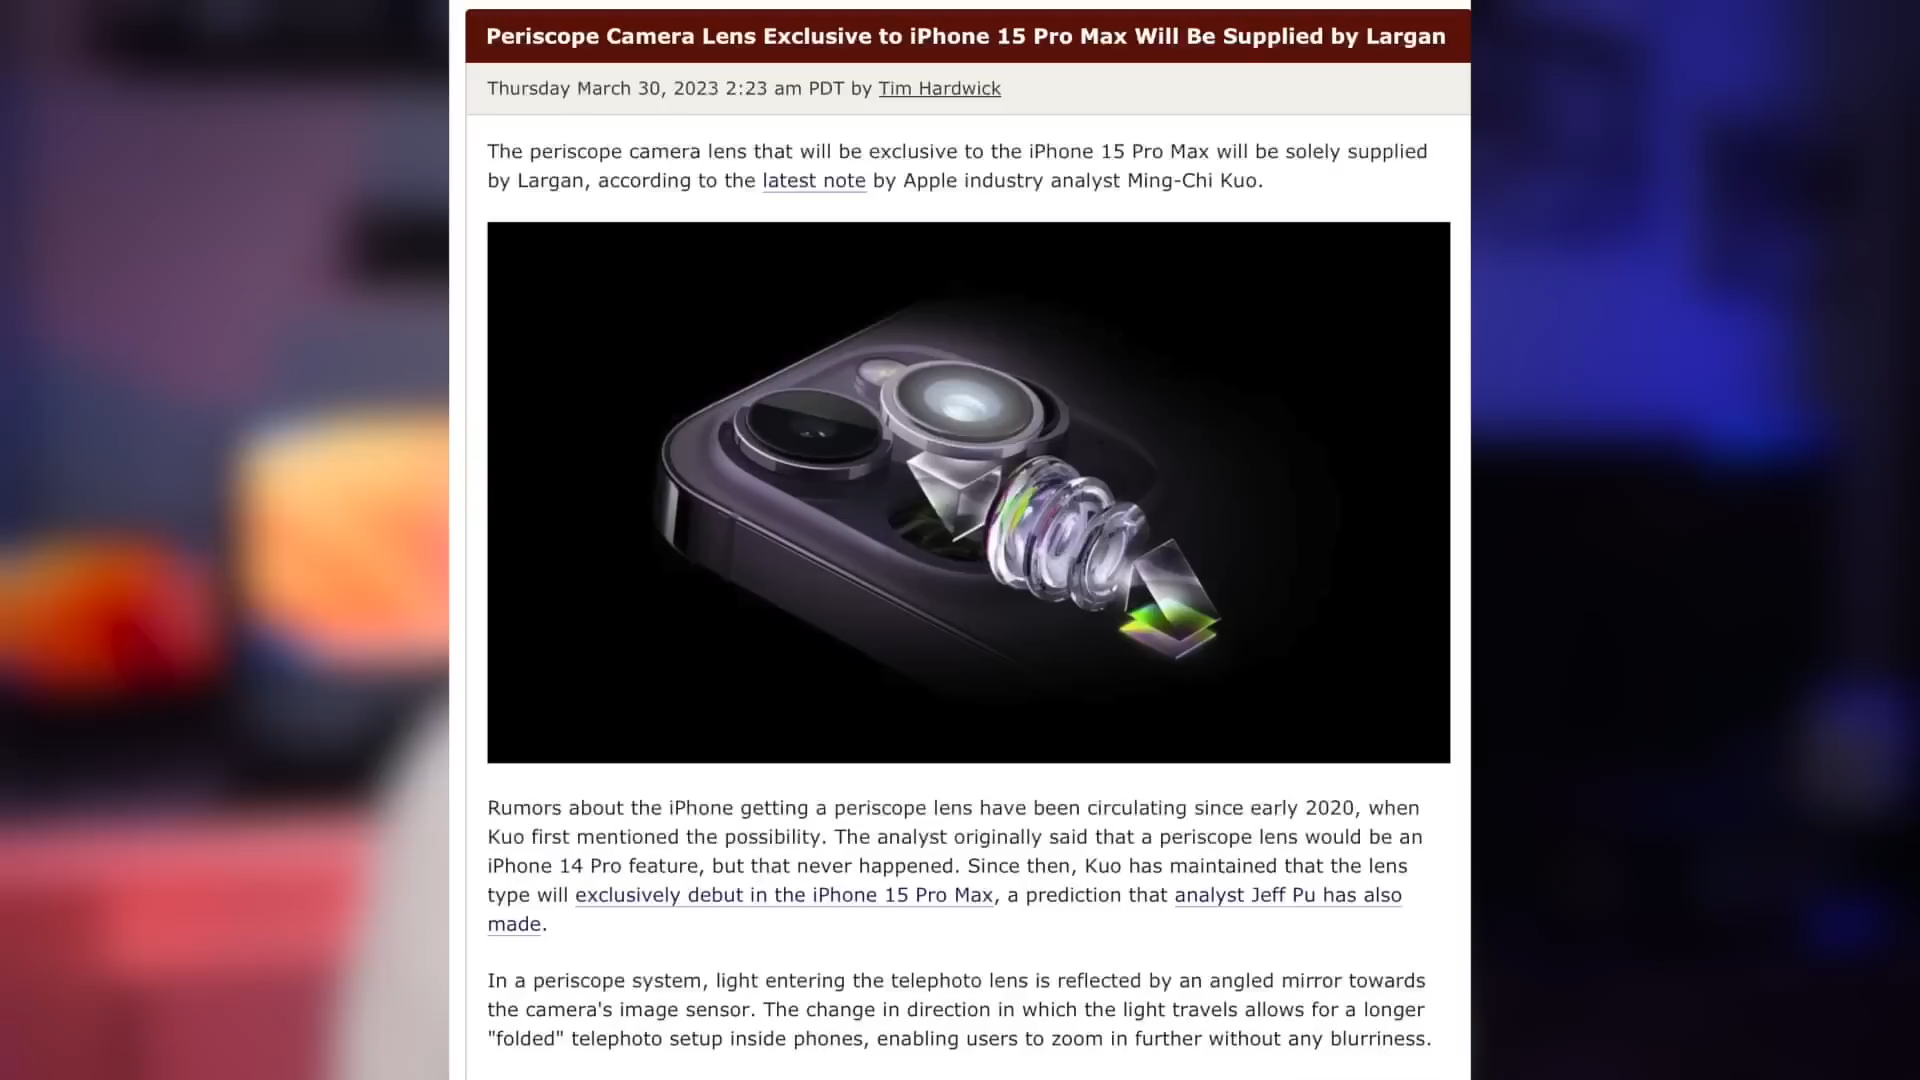 Periscope Camera Lens Exclusive to iPhone 15 Pro Max Will Be Supplied by Largan
Thursday March 30, 2023 2:23 am PDT by Tim Hardwick
The periscope camera lens that will be exclusive to the iPhone 15 Pro Max will be solely supplied
by Largan, according to the latest note by Apple industry analyst Ming-Chi Kuo.
Rumors about the iPhone getting a periscope lens have been circulating since early 2020, when
Kuo first mentioned the possibility. The analyst originally said that a periscope lens would be an
iPhone 14 Pro feature, but that never happened. Since then, Kuo has maintained that the lens
type will exclusively debut in the iPhone 15 Pro Max, a prediction that analyst Jeff Pu has also
made.
In a periscope system, light entering the telephoto lens is reflected by an angled mirror towards
the camera's image sensor. The change in direction in which the light travels allows for a longer
"folded" telephoto setup inside phones, enabling users to zoom in further without any blurriness.